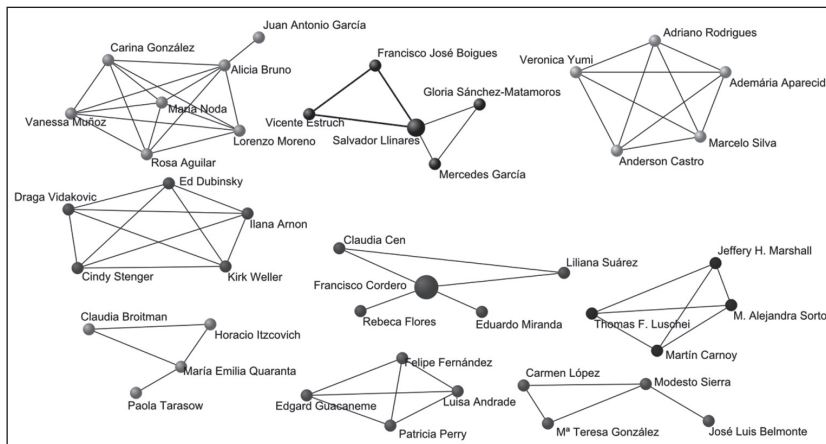 Juan Antonio García
Carina González
Alicia Bruno
María Noda
Vanessa Muñoz
Lorenzo Moreno
Rosa Aguilar
Francisco José Boigues
Gloria Sánchez-Matamoros
Vicente Estruch
Salvador Llinares
Mercedes García
Adriano Rodrigues
Veronica Yumi
Ademária Aparecid
Marcelo Silva
Anderson Castro
Ed Dubinsky
Draga Vidakovic
Ilana Arnon
Cindy Stenger
Kirk Weller
Claudia Cen
Liliana Suárez
Francisco Cordero
Rebeca Flores
Eduardo Miranda
Jeffery H. Marshall
Thomas F. Luschei
M. Alejandra Sorto
Martín Carnoy
Claudia Broitman
Horacio Itzcovich
María Emilia Quaranta
Paola Tarasow
Felipe Fernández
Edgard Guacaneme
Luisa Andrade
Patricia Perry
Carmen López
Modesto Sierra
Mª Teresa González
José Luis Belmonte